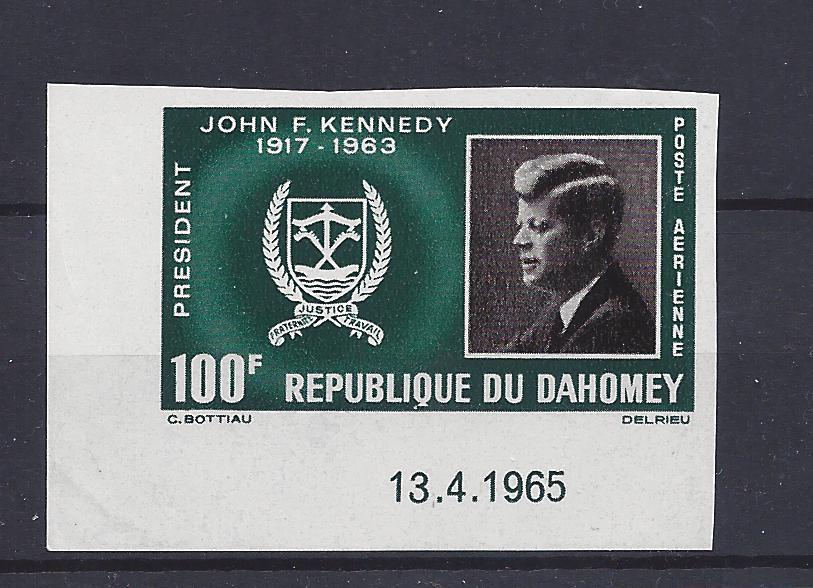 JOHN F. KENNEDY
1917 - 1963
PRESIDENT
POSTE AERIENNE
JUSTICE
FRATERNITE TRAVAIL
100F
REPUBLIQUE DU DAHOMEY
C. BOTTIAU
DELRIEU
13.4.1965